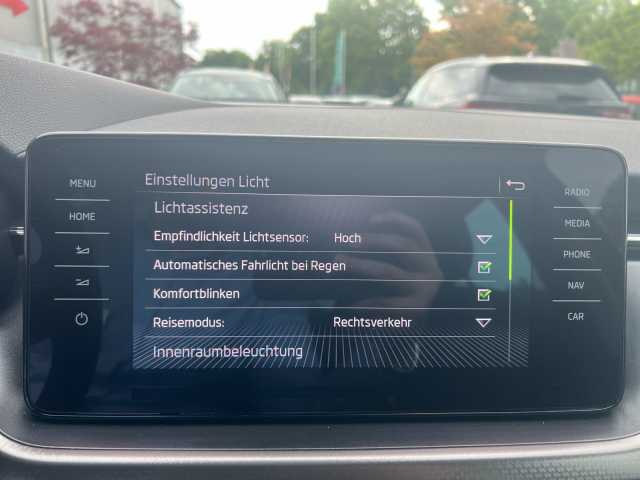 Einstellungen Licht
Lichtassistenz
Empfindlichkeit Lichtsensor: Hoch
Automatisches Fahrlicht bei Regen
Komfortblinken
Reisemodus: Rechtsverkehr
Innenraumbeleuchtung
MENU
HOME
RADIO
MEDIA
PHONE
NAV
CAR